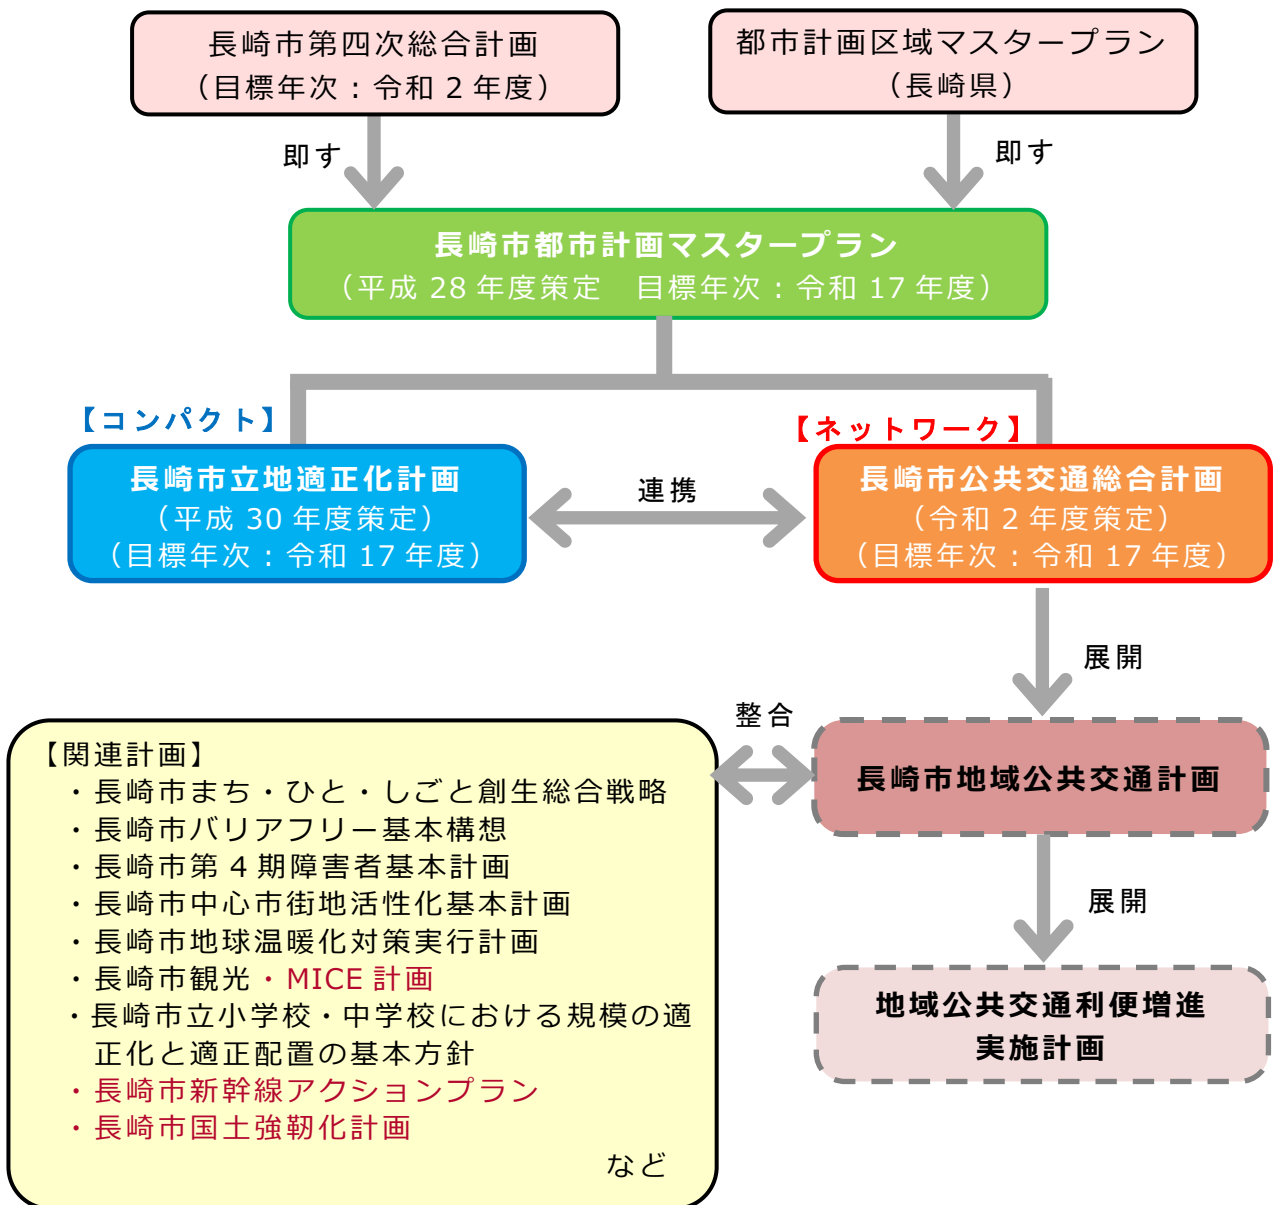 長崎市第四次総合計画
（目標年次：令和２年度）
都市計画区域マスタープラン
（長崎県）
即す
即す
長崎市都市計画マスタープラン
（平成 28 年度策定　目標年次：令和 17 年度）
【コンパクト】
【ネットワーク】
長崎市立地適正化計画
（平成 30 年度策定）
（目標年次：令和 17 年度）
連携
長崎市公共交通総合計画
（令和２年度策定）
（目標年次：令和 17 年度）
展開
整合
長崎市地域公共交通計画
展開
地域公共交通利便増進
実施計画
【関連計画】
・長崎市まち・ひと・しごと創生総合戦略
・長崎市バリアフリー基本構想
・長崎市第４期障害者基本計画
・長崎市中心市街地活性化基本計画
・長崎市地球温暖化対策実行計画
・長崎市観光・MICE 計画
・長崎市立小学校・中学校における規模の適
正化と適正配置の基本方針
・長崎市新幹線アクションプラン
・長崎市国土強靭化計画
など